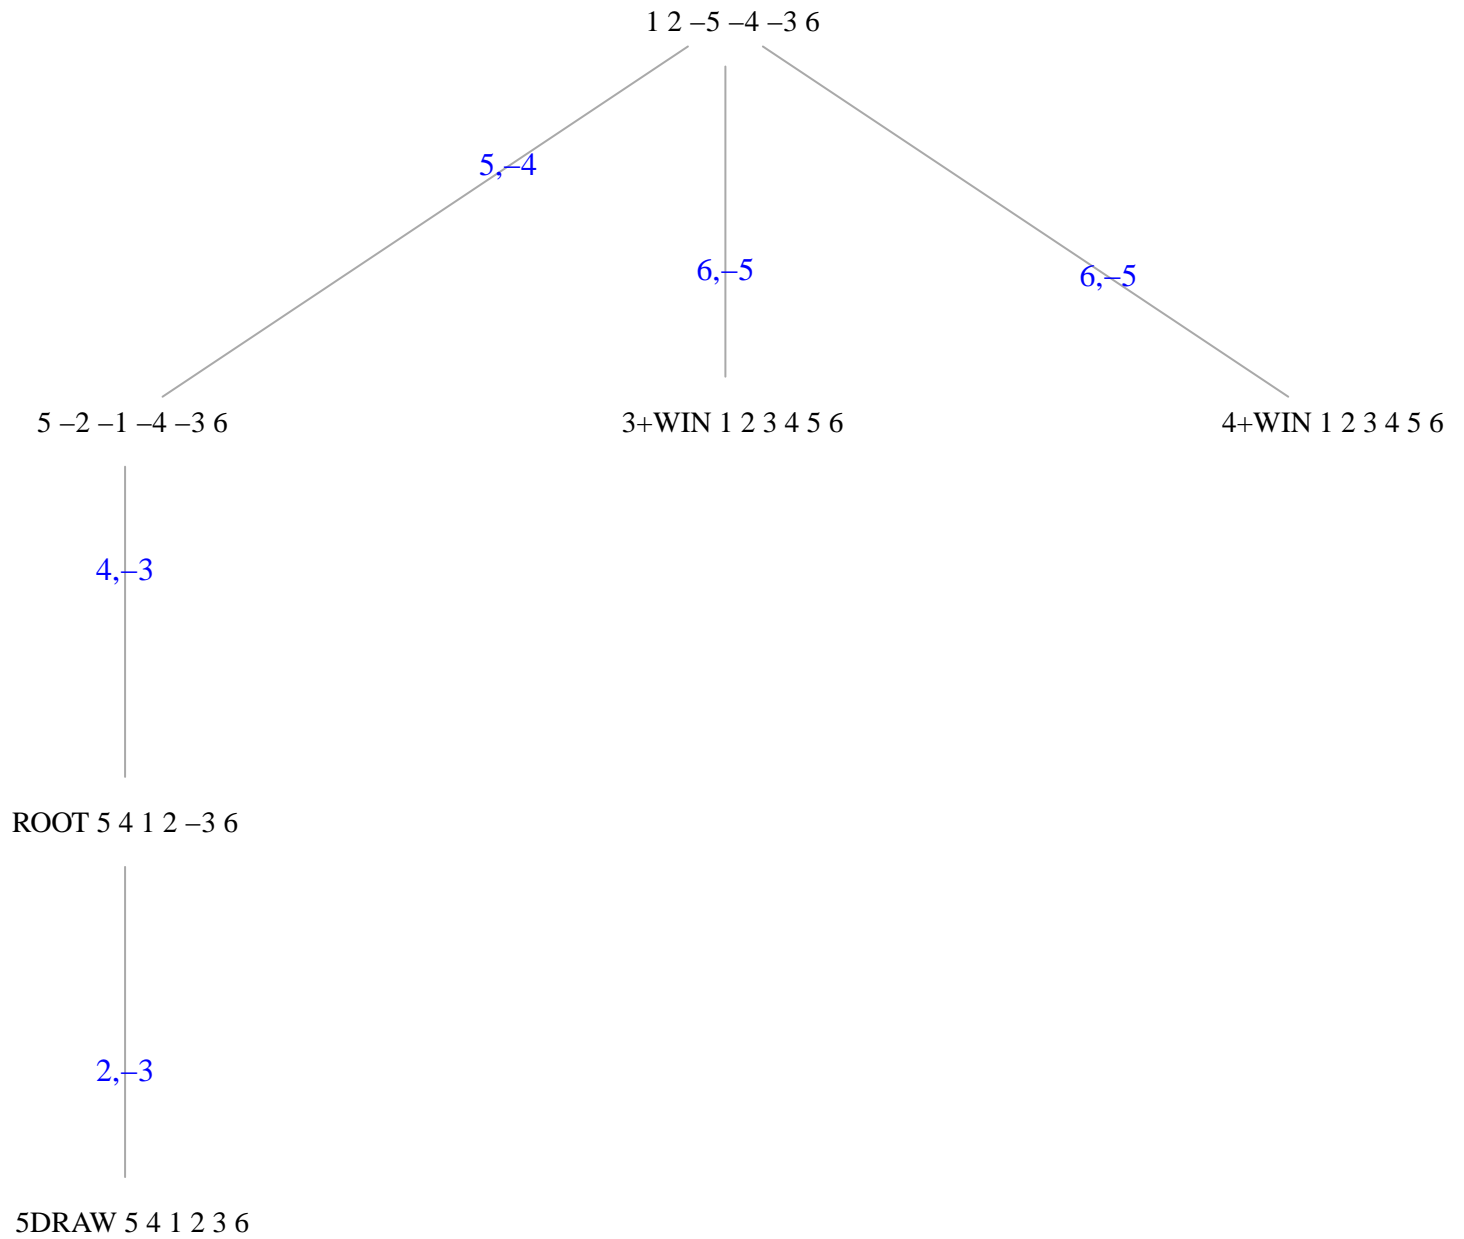 1 2 –5 –4 –3 6
5,–4
6,–5
6,–5
5 –2 –1 –4 –3 6
3+WIN 1 2 3 4 5 6
4+WIN 1 2 3 4 5 6
4,–3
ROOT 5 4 1 2 –3 6
2,–3
5DRAW 5 4 1 2 3 6